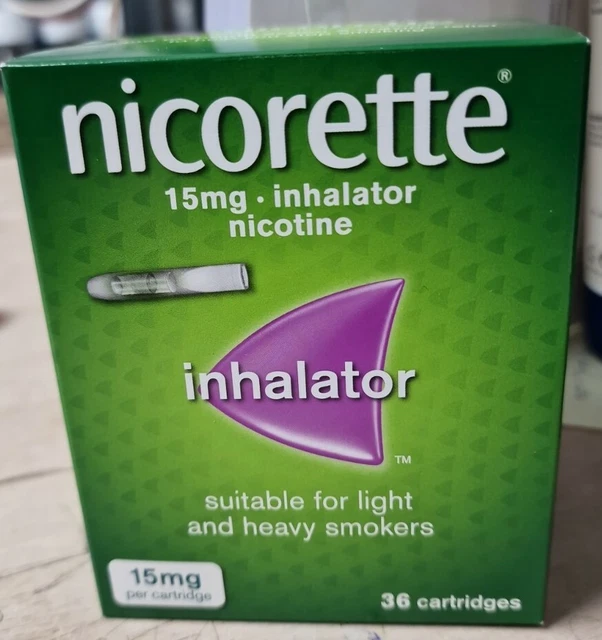 nicorette®
15mg · inhalator
nicotine
inhalator
TM
suitable for light
and heavy smokers
15mg
per cartridge
36 cartridges